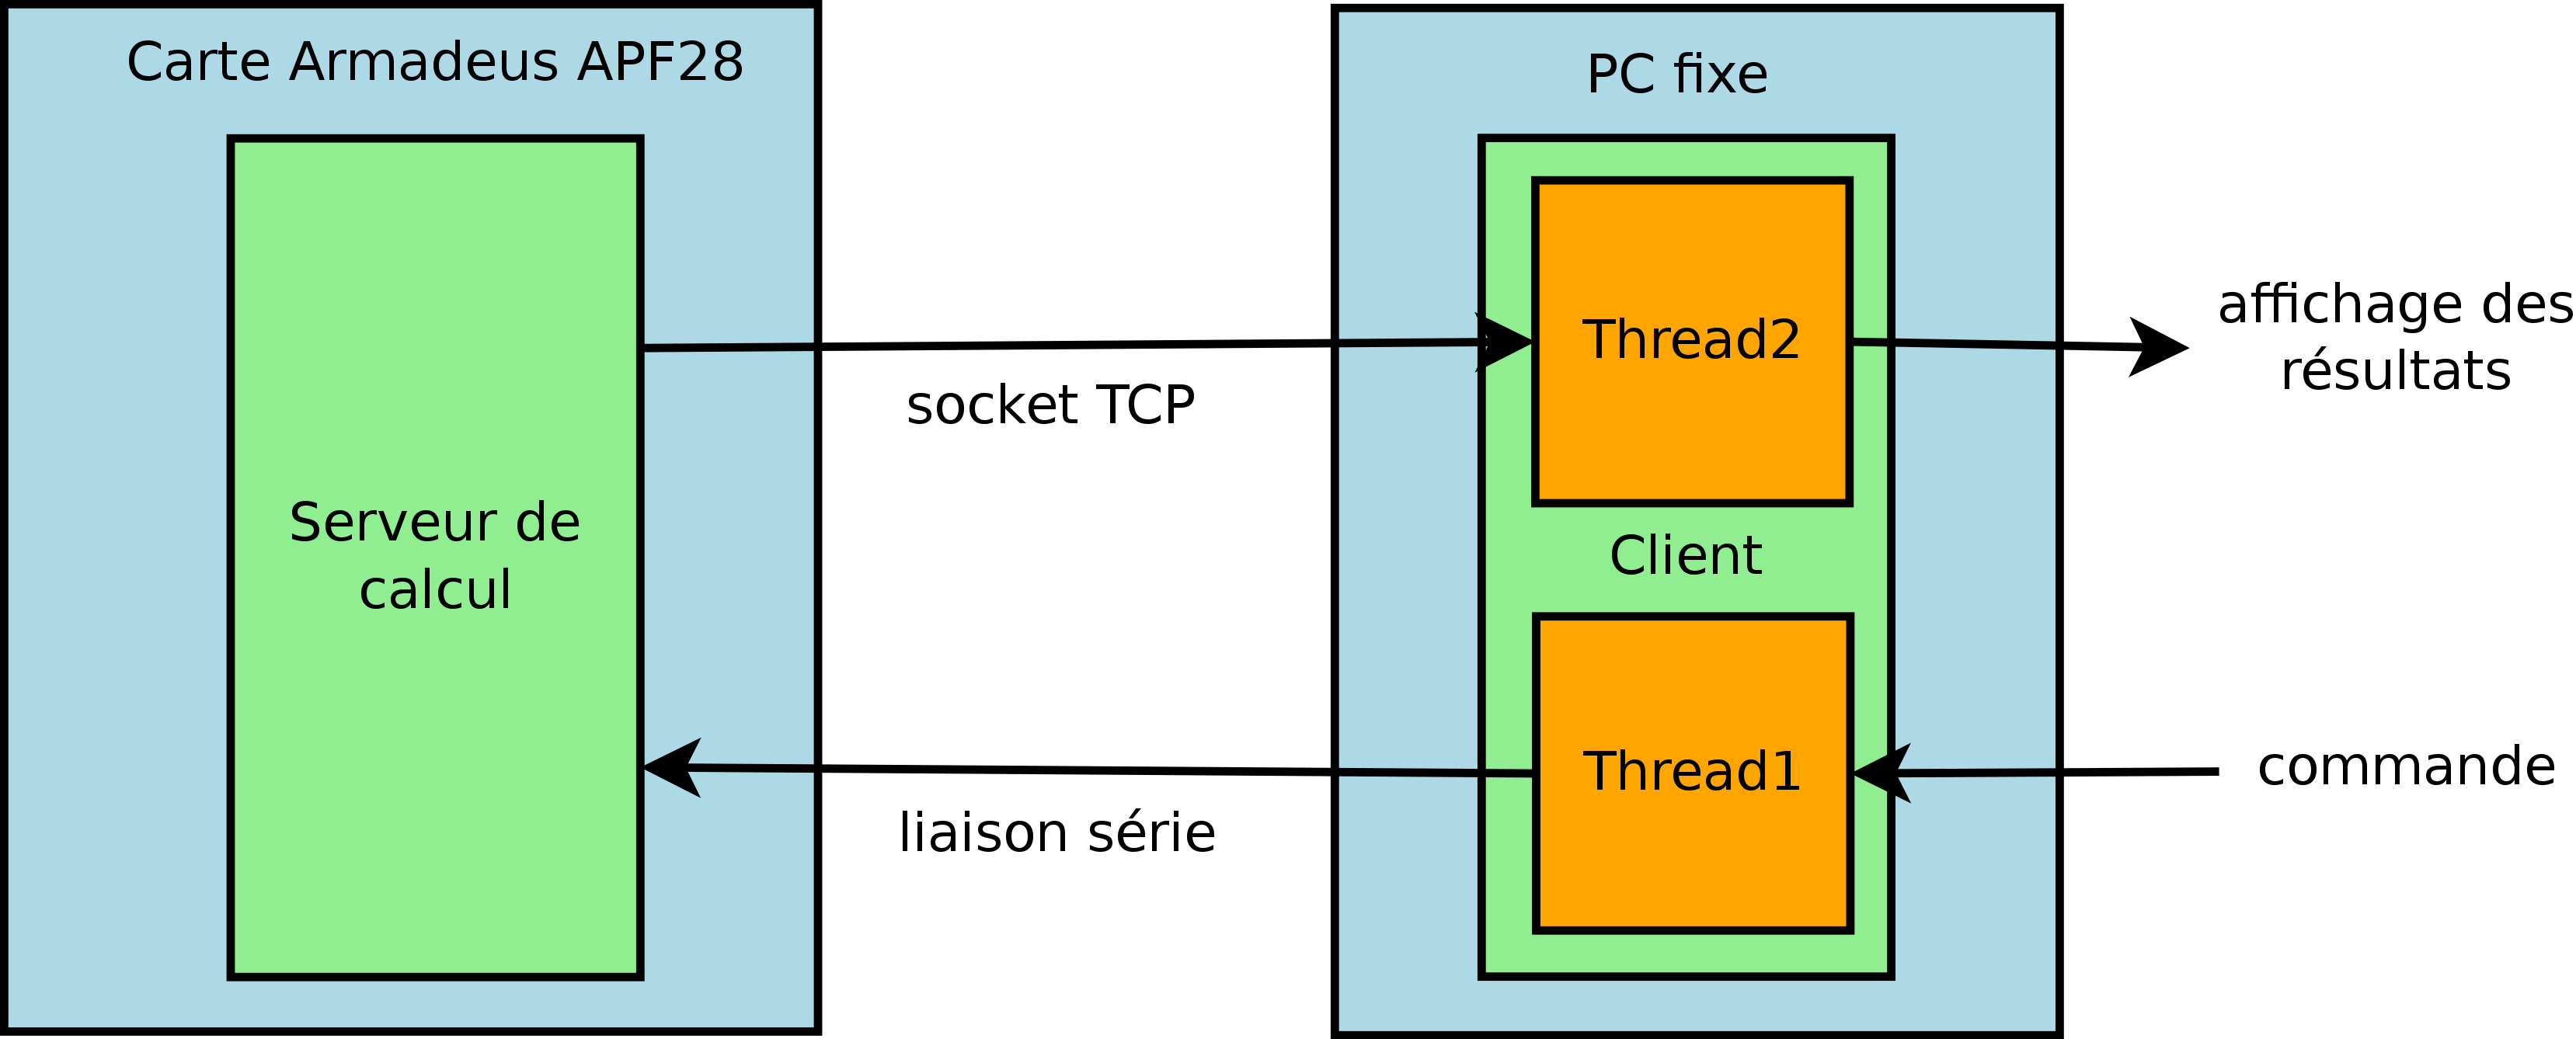 Carte Armadeus APF28
Serveur de
calcul
socket TCP
liaison série
PC fixe
Thread2
Client
Thread1
affichage des
résultats
commande